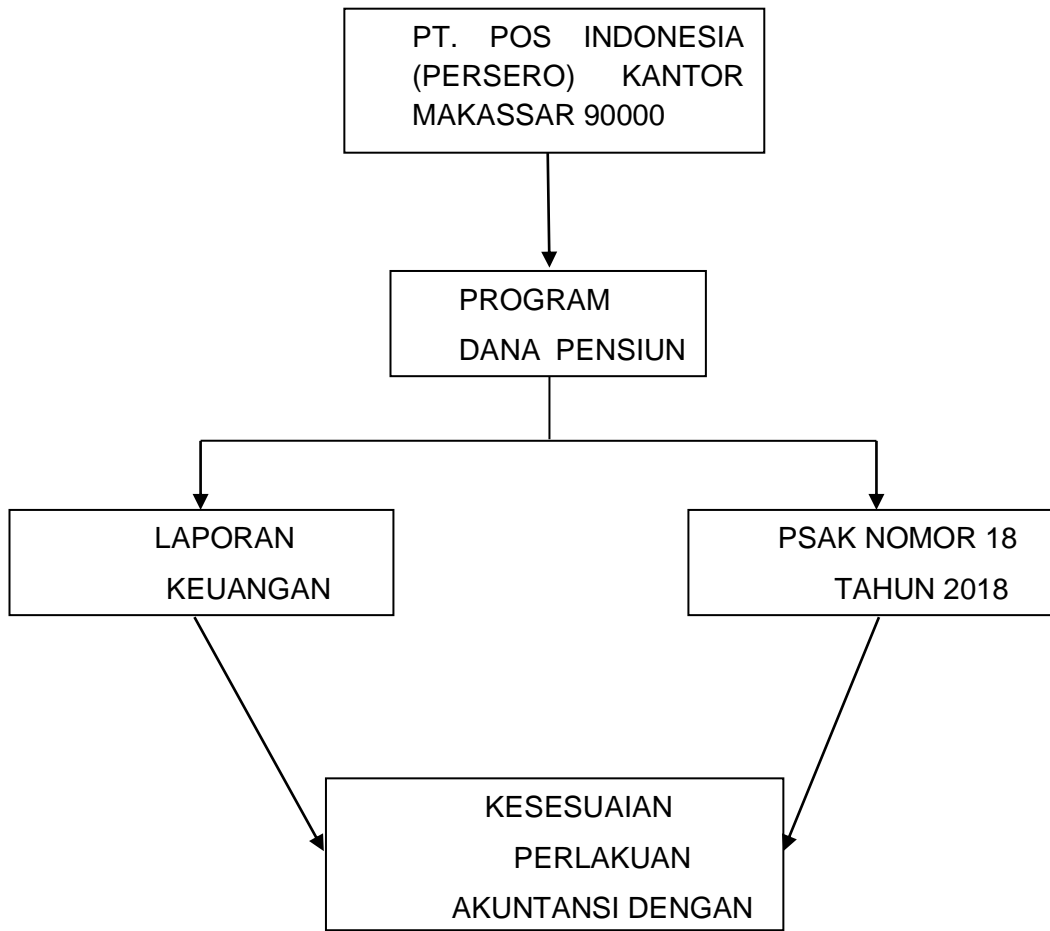 PT. POS INDONESIA
(PERSERO) KANTOR
MAKASSAR 90000
PROGRAM
DANA PENSIUN
LAPORAN
KEUANGAN
PSAK NOMOR 18
TAHUN 2018
KESESUAIAN
PERLAKUAN
AKUNTANSI DENGAN